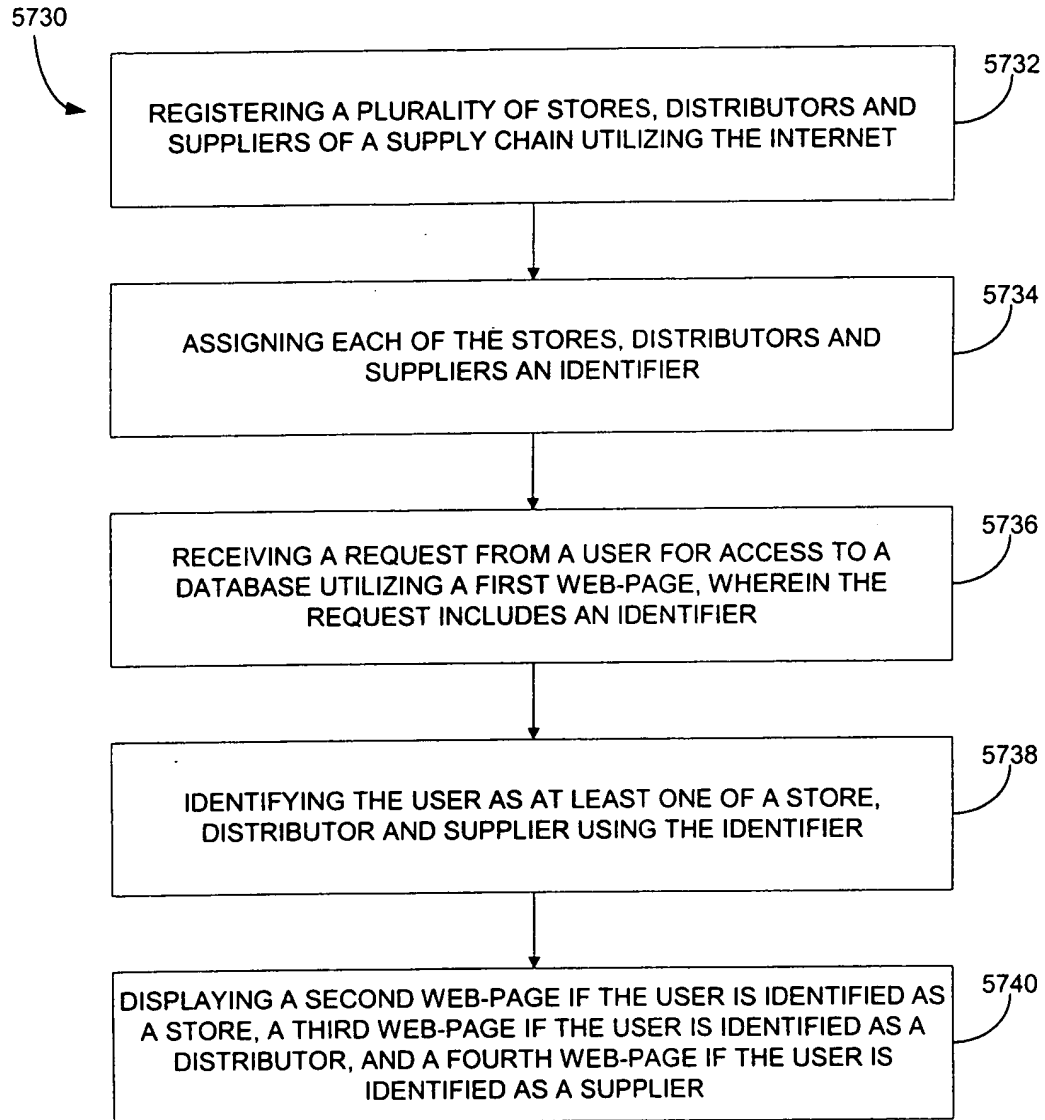 5730
5732
REGISTERING A PLURALITY OF STORES, DISTRIBUTORS AND
SUPPLIERS OF A SUPPLY CHAIN UTILIZING THE INTERNET
5734
ASSIGNING EACH OF THE STORES, DISTRIBUTORS AND
SUPPLIERS AN IDENTIFIER
5736
RECEIVING A REQUEST FROM A USER FOR ACCESS TO A
DATABASE UTILIZING A FIRST WEB-PAGE, WHEREIN THE
REQUEST INCLUDES AN IDENTIFIER
5738
IDENTIFYING THE USER AS AT LEAST ONE OF A STORE,
DISTRIBUTOR AND SUPPLIER USING THE IDENTIFIER
5740
DISPLAYING A SECOND WEB-PAGE IF THE USER IS IDENTIFIED AS
A STORE, A THIRD WEB-PAGE IF THE USER IS IDENTIFIED AS A
DISTRIBUTOR, AND A FOURTH WEB-PAGE IF THE USER IS
IDENTIFIED AS A SUPPLIER